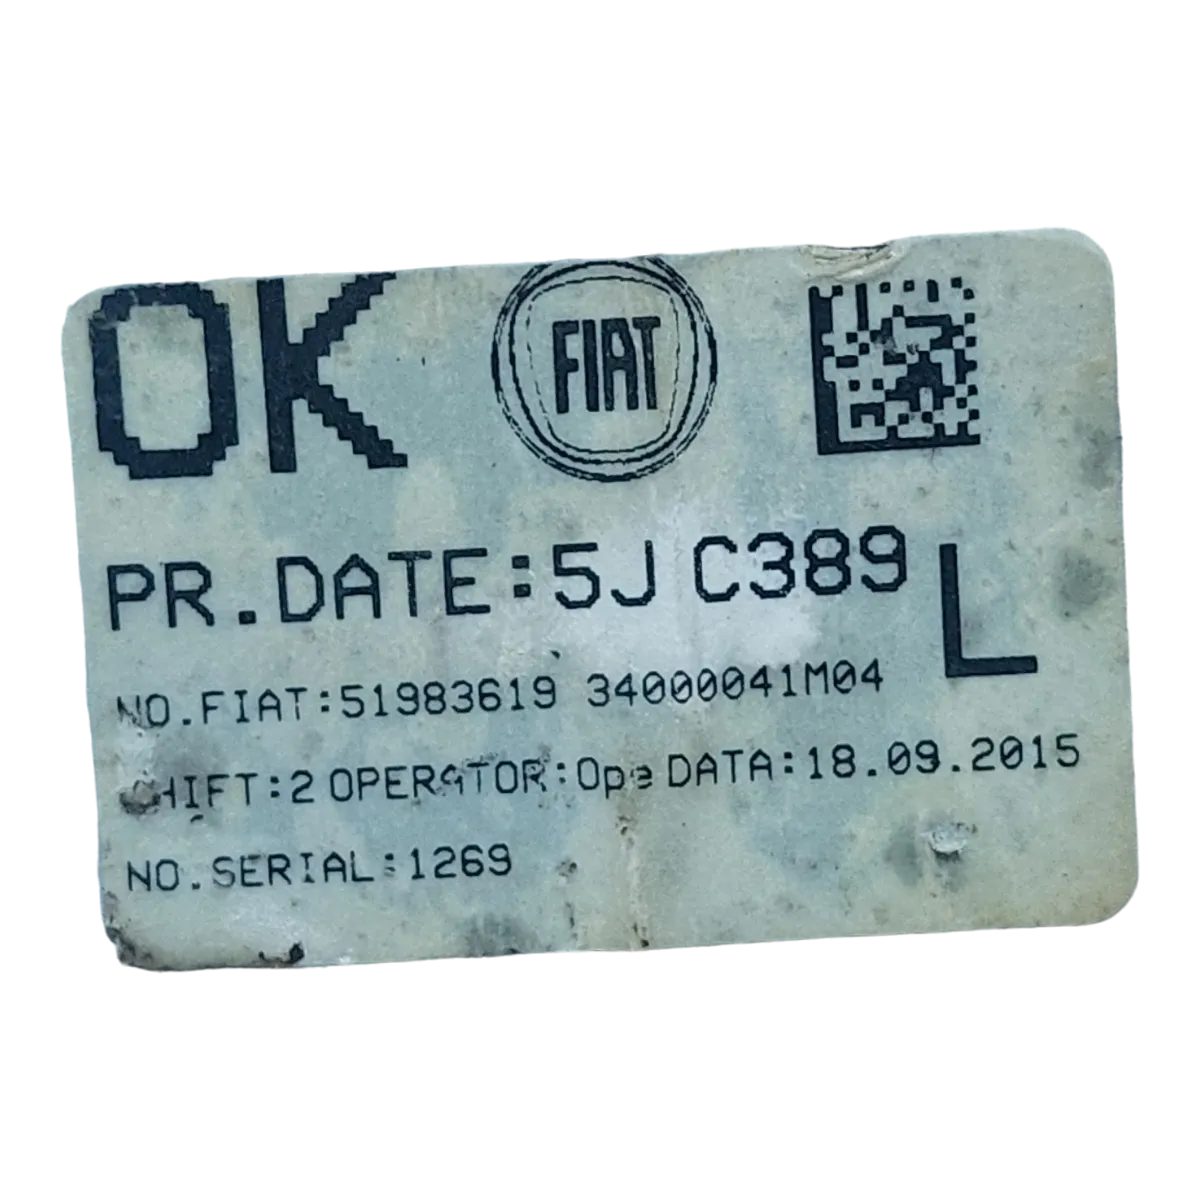 OK FIAT
PR.DATE:5J C389 L
NO.FIAT:51983619 34000041M04
SHIFT:2 OPERATOR:Ope DATA:18.09.2015
NO.SERIAL:1269